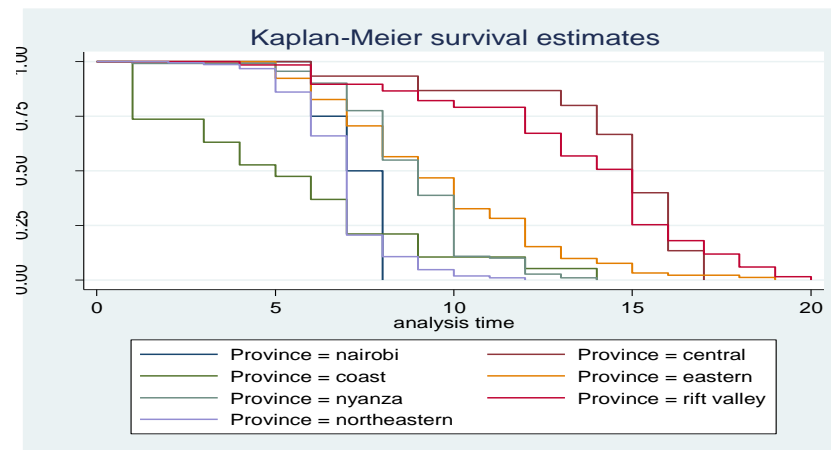 Kaplan-Meier survival estimates
1.00
0.75
0.50
0.25
0.00
0 5 10 15 20
analysis time
Province = nairobi Province = central
Province = coast Province = eastern
Province = nyanza Province = rift valley
Province = northeastern